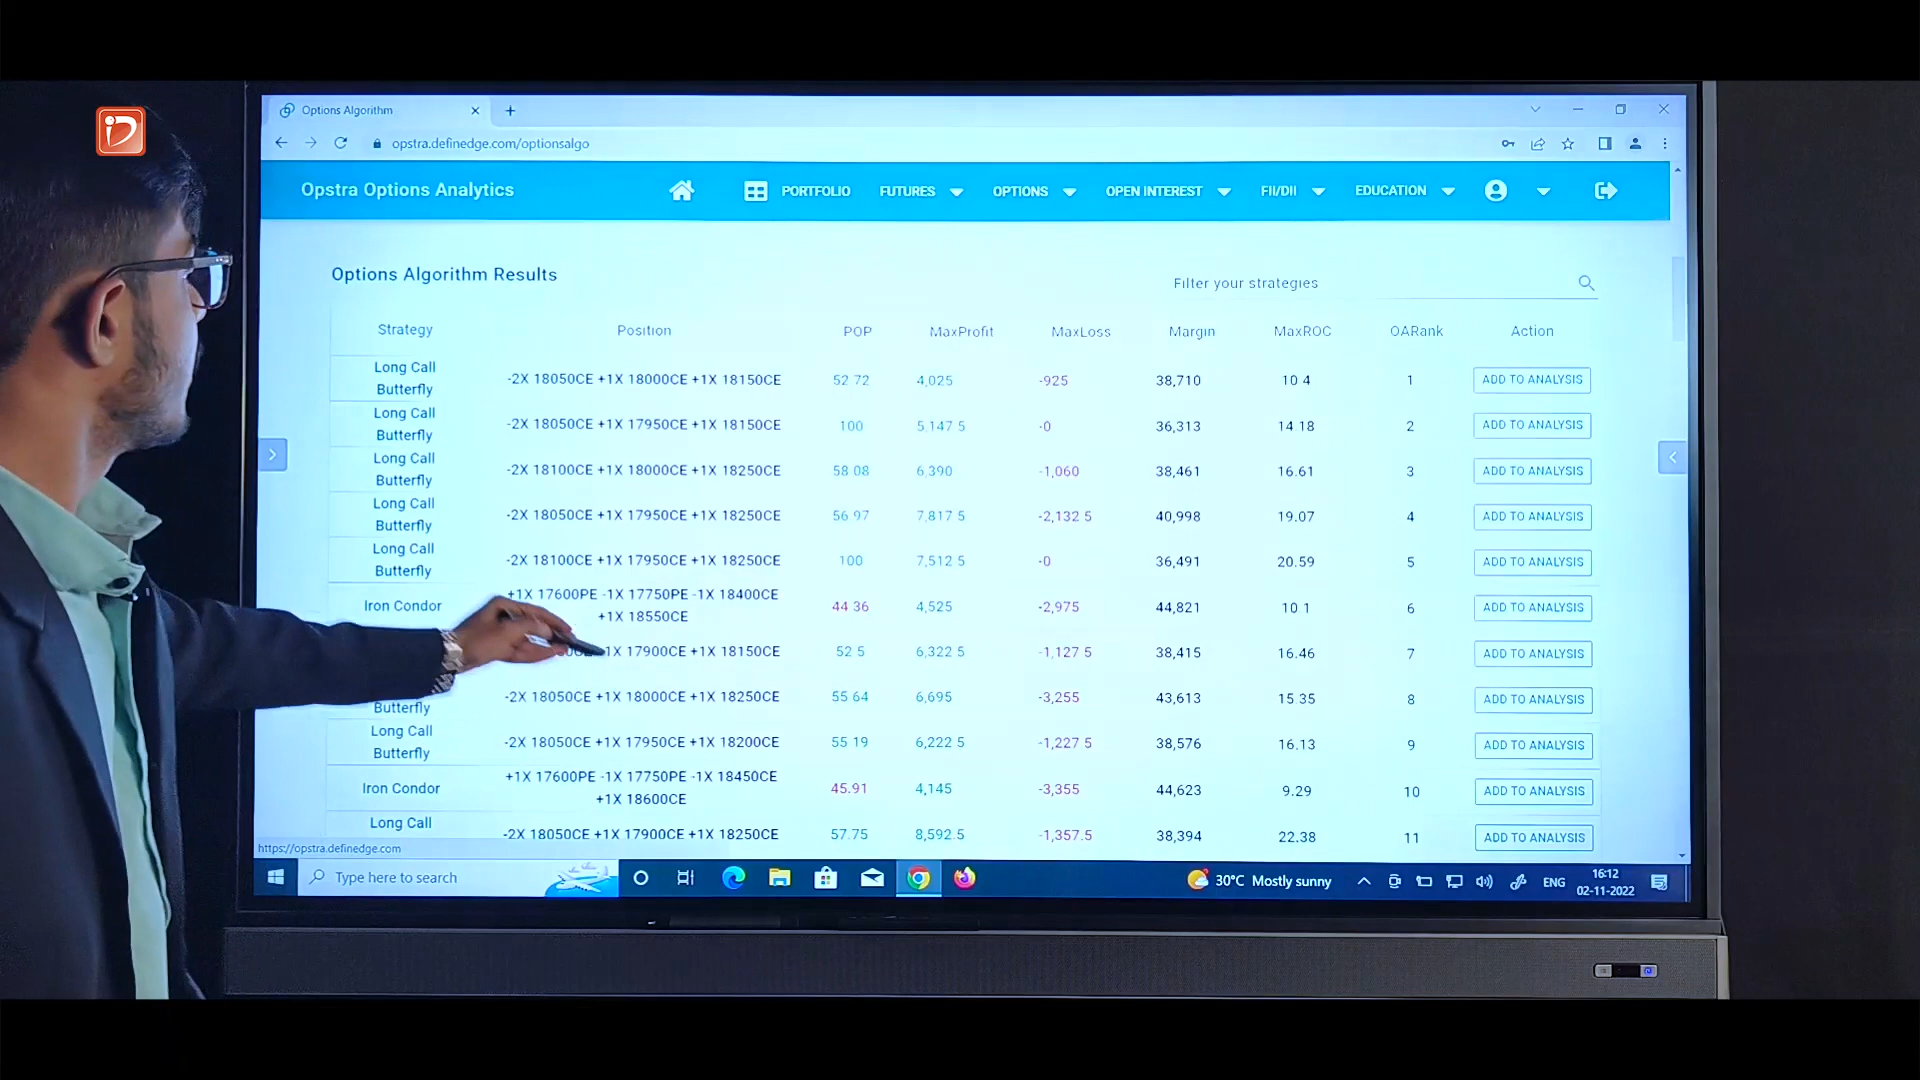 Options Algorithm
opstra.definedge.com/optionsalgo
Opstra Options Analytics PORTFOLIO FUTURES OPTIONS OPEN INTEREST FII/DII EDUCATION
Options Algorithm Results
Filter your strategies
Strategy Position POP MaxProfit MaxLoss Margin MaxROC OARank Action
Long Call Butterfly -2X 18050CE +1X 18000CE +1X 18150CE 52 72 4,025 -925 38,710 10 4 1 ADD TO ANALYSIS
Long Call Butterfly -2X 18050CE +1X 17950CE +1X 18150CE 100 5,147 5 -0 36,313 14.18 2 ADD TO ANALYSIS
Long Call Butterfly -2X 18100CE +1X 18000CE +1X 18250CE 58 08 6,390 -1,060 38,461 16.61 3 ADD TO ANALYSIS
Long Call Butterfly -2X 18050CE +1X 17950CE +1X 18250CE 56 97 7,817 5 -2,132 5 40,998 19.07 4 ADD TO ANALYSIS
Long Call Butterfly -2X 18100CE +1X 17950CE +1X 18250CE 100 7,512 5 -0 36,491 20.59 5 ADD TO ANALYSIS
Iron Condor +1X 17600PE -1X 17750PE -1X 18400CE +1X 18550CE 44 36 4,525 -2,975 44,821 10.1 6 ADD TO ANALYSIS
17900CE +1X 18150CE 52 5 6,322 5 -1,127 5 38,415 16.46 7 ADD TO ANALYSIS
Butterfly -2X 18050CE +1X 18000CE +1X 18250CE 55 64 6,695 -3,255 43,613 15.35 8 ADD TO ANALYSIS
Long Call Butterfly -2X 18050CE +1X 17950CE +1X 18200CE 55 19 6,222 5 -1,227 5 38,576 16.13 9 ADD TO ANALYSIS
Iron Condor +1X 17600PE -1X 17750PE -1X 18450CE +1X 18600CE 45.91 4,145 -3,355 44,623 9.29 10 ADD TO ANALYSIS
Long Call -2X 18050CE +1X 17900CE +1X 18250CE 57.75 8,592.5 -1,357.5 38,394 22.38 11 ADD TO ANALYSIS
https://opstra.definedge.com
Type here to search 30°C Mostly sunny ENG 16:12
02-11-2022